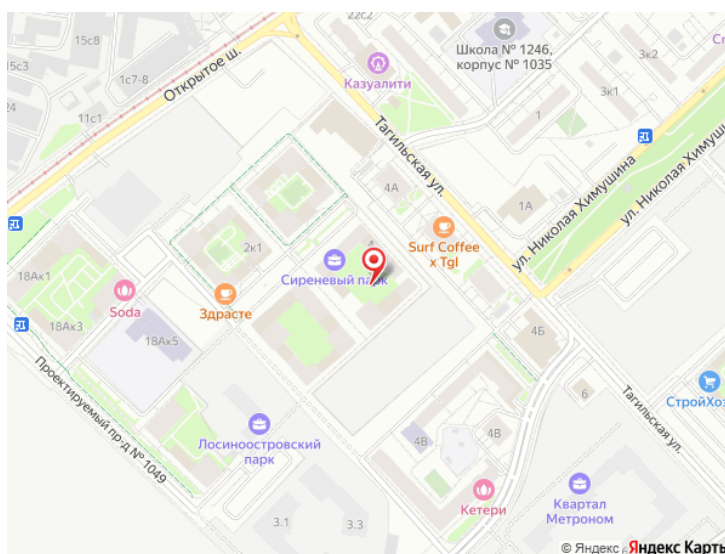 22с2
15с8
15с3
1с7-8
24
11с1
Открытое ш.
Казуалити
Школа № 1246,
корпус № 1035
3к2
3к1
1
Тагильская ул.
4А
1А
ул. Николая Химушина
ул. Николая Химуши
Surf Coffee
x Tgl
2к1
4
Сиреневый парк
18Ак1
Soda
Здрасте
18Ак3
18Ак5
4Б
Проектируемый пр-д № 1049
Лосиноостровский
парк
6
СтройХоз
Тагильская ул.
4В
4В
Кетери
Квартал
Метроном
3.1
3.3
© Яндекс Яндекс Карты